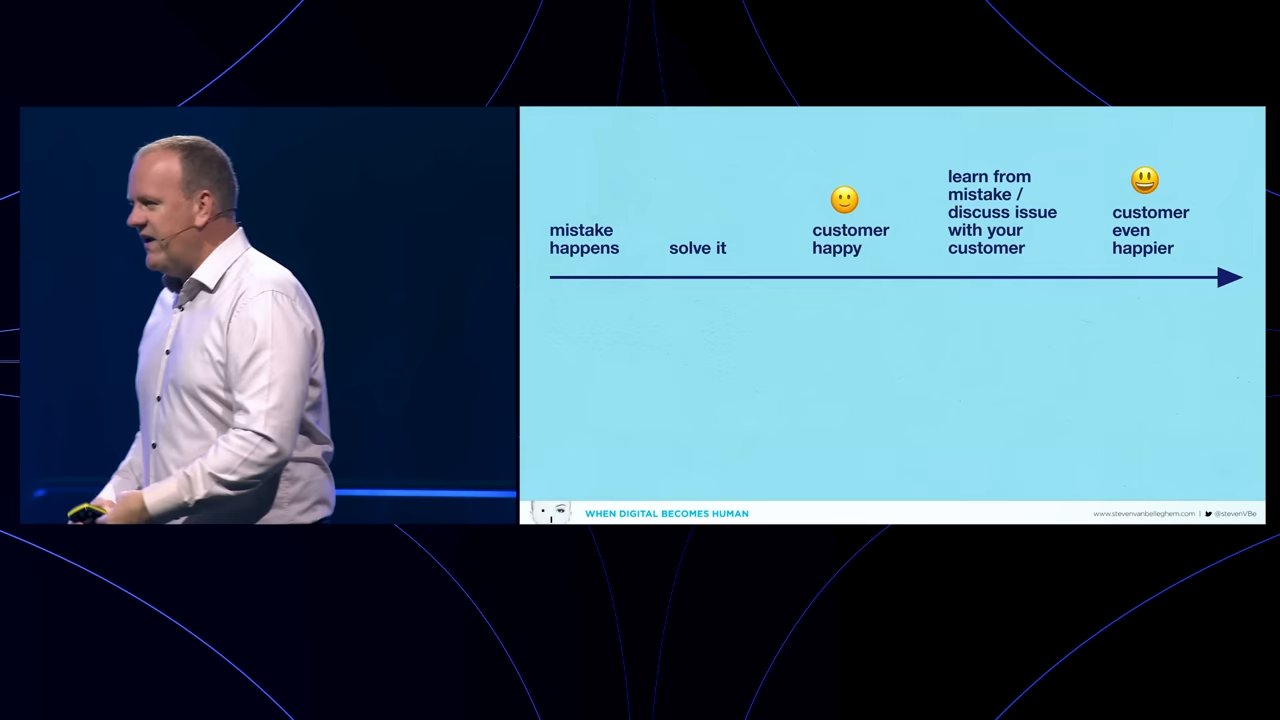 mistake
happens
solve it
customer
happy
learn from
mistake /
discuss issue
with your
customer
customer
even
happier
WHEN DIGITAL BECOMES HUMAN
www.stevenvanbelleghem.com | @stevenVBe